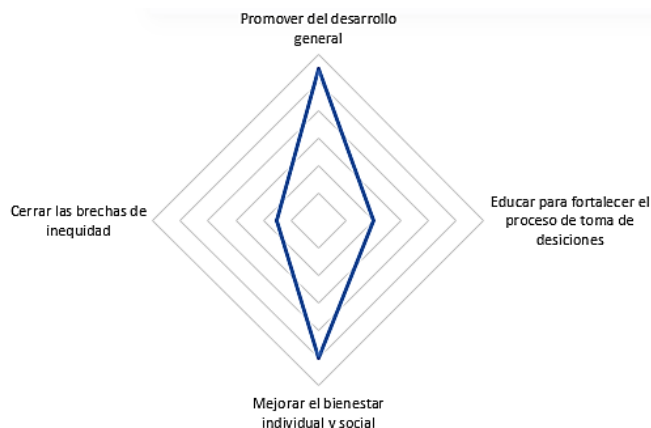 Promover del desarrollo
general
Cerrar las brechas de
inequidad
Educar para fortalecer el
proceso de toma de
desiciones
Mejorar el bienestar
individual y social